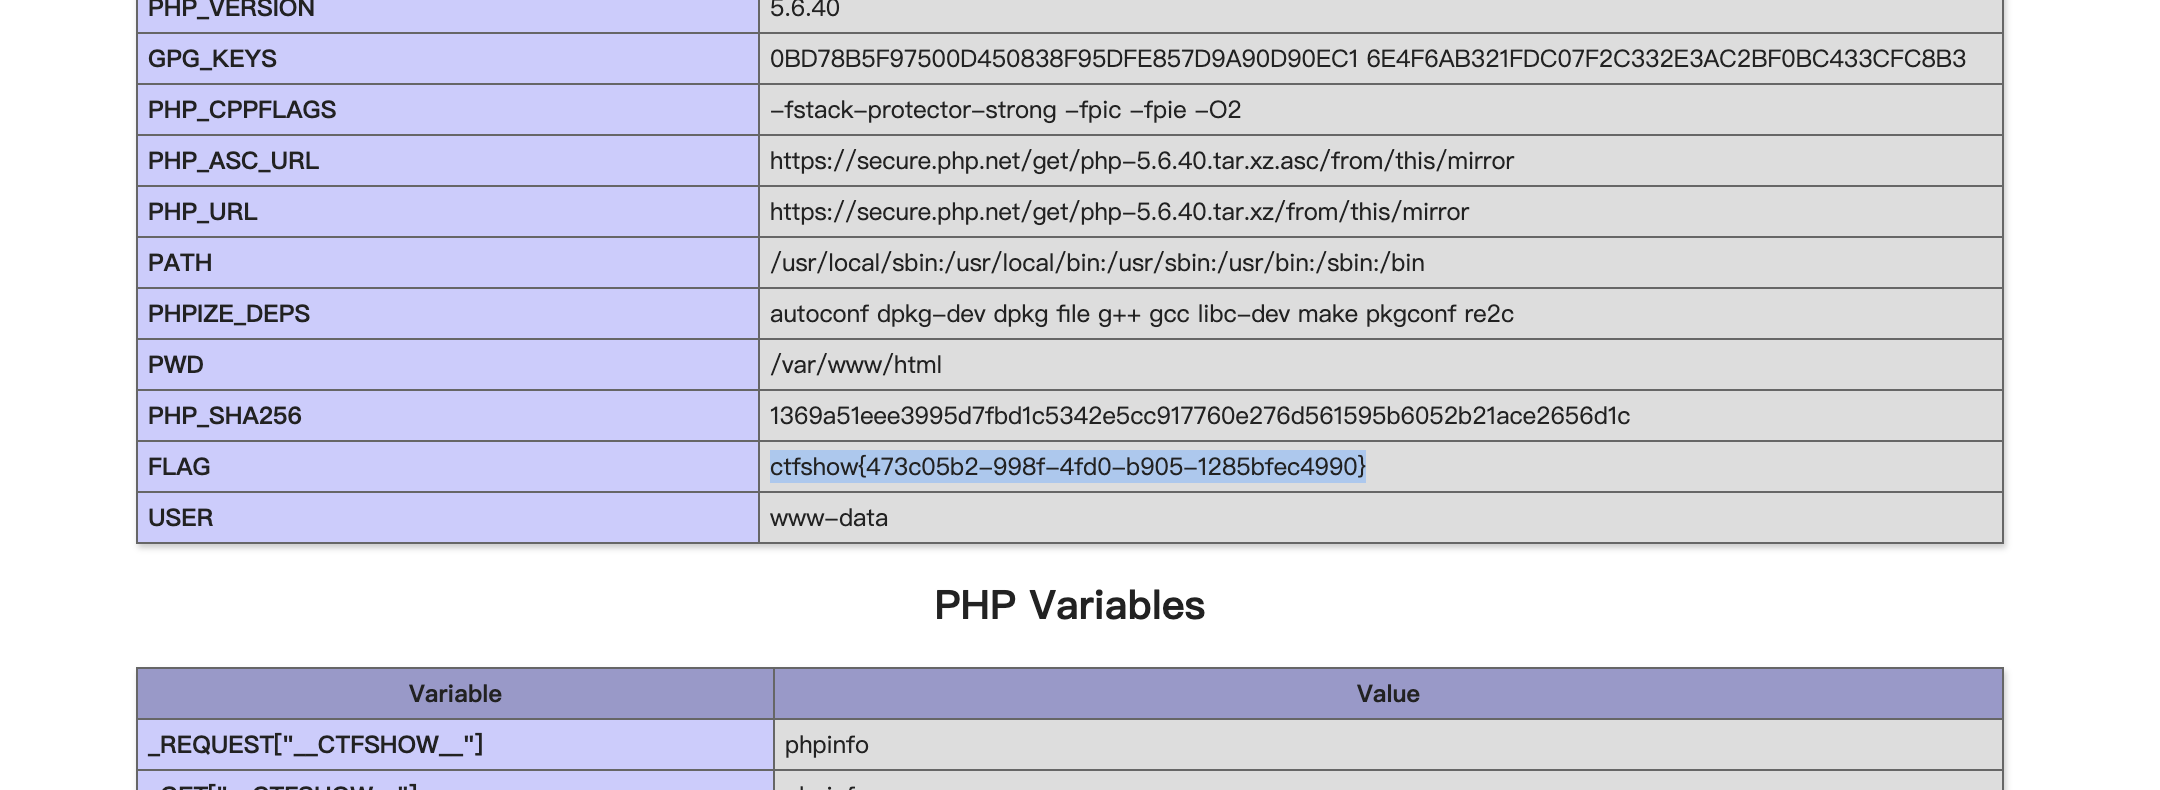 PHP_VERSION 5.6.40
GPG_KEYS 0BD78B5F97500D450838F95DFE857D9A90D90EC1 6E4F6AB321FDC07F2C332E3AC2BF0BC433CFC8B3
PHP_CPPFLAGS -fstack-protector-strong -fpic -fpie -O2
PHP_ASC_URL https://secure.php.net/get/php-5.6.40.tar.xz.asc/from/this/mirror
PHP_URL https://secure.php.net/get/php-5.6.40.tar.xz/from/this/mirror
PATH /usr/local/sbin:/usr/local/bin:/usr/sbin:/usr/bin:/sbin:/bin
PHPIZE_DEPS autoconf dpkg-dev dpkg file g++ gcc libc-dev make pkgconf re2c
PWD /var/www/html
PHP_SHA256 1369a51eee3995d7fbd1c5342e5cc917760e276d561595b6052b21ace2656d1c
FLAG ctfshow{473c05b2-998f-4fd0-b905-1285bfec4990}
USER www-data
PHP Variables
Variable Value
_REQUEST["__CTFSHOW__"] phpinfo